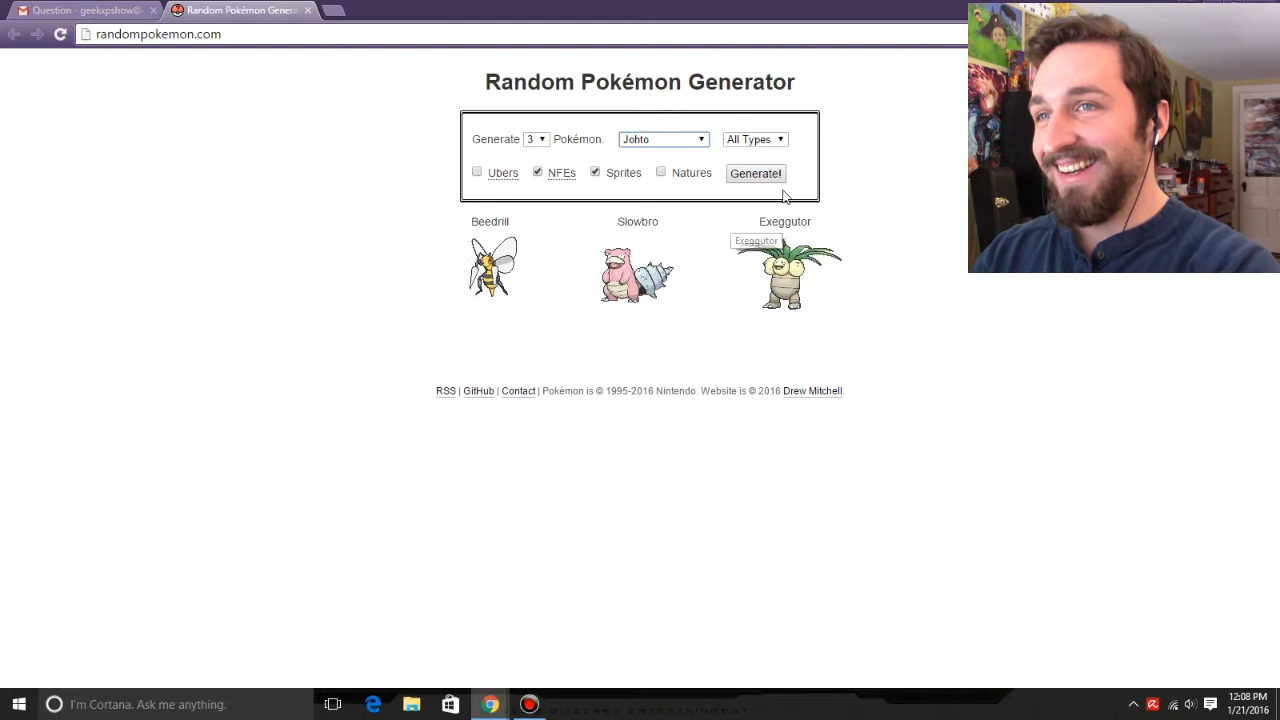 Question - geekxpshow@
Random Pokémon Genera
randompokemon.com
Random Pokémon Generator
Generate 3 Pokémon. Johto All Types
Ubers NFEs Sprites Natures Generate!
Beedrill Slowbro Exeggutor
Exeggutor
RSS | GitHub | Contact | Pokémon is © 1995-2016 Nintendo. Website is © 2016 Drew Mitchell.
I'm Cortana. Ask me anything.
12:08 PM
1/21/2016